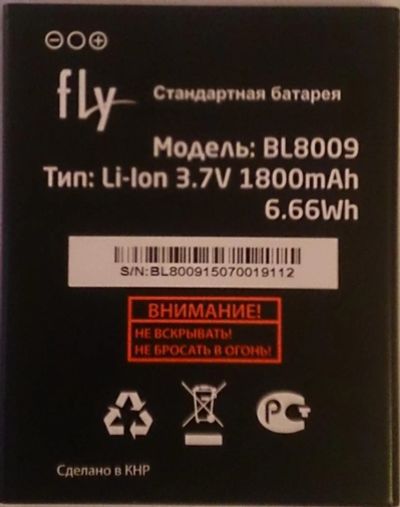 fly Стандартная батарея
Модель: BL8009
Тип: Li-Ion 3.7V 1800mAh
6.66Wh
S/N:BL800915070019112
ВНИМАНИЕ!
НЕ ВСКРЫВАТЬ!
НЕ БРОСАТЬ В ОГОНЬ!
Сделано в КНР